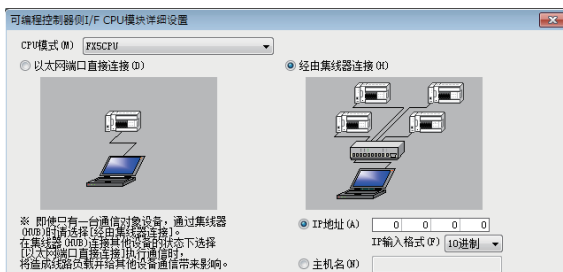 可编程控制器侧I/F CPU模块详细设置
CPU模式(M) FX5CPU
以太网端口直接连接(D)
经由集线器连接(H)
※ 即使只有一台通信对象设备，通过集线器
(HUB)时请选择[经由集线器连接]。
在集线器(HUB)连接其他设备的状态下选择
[以太网端口直接连接]执行通信时，
将造成线路负载并给其他设备通信带来影响。
IP地址(A) 0 0 0 0
IP输入格式(F) 10进制
主机名(N)